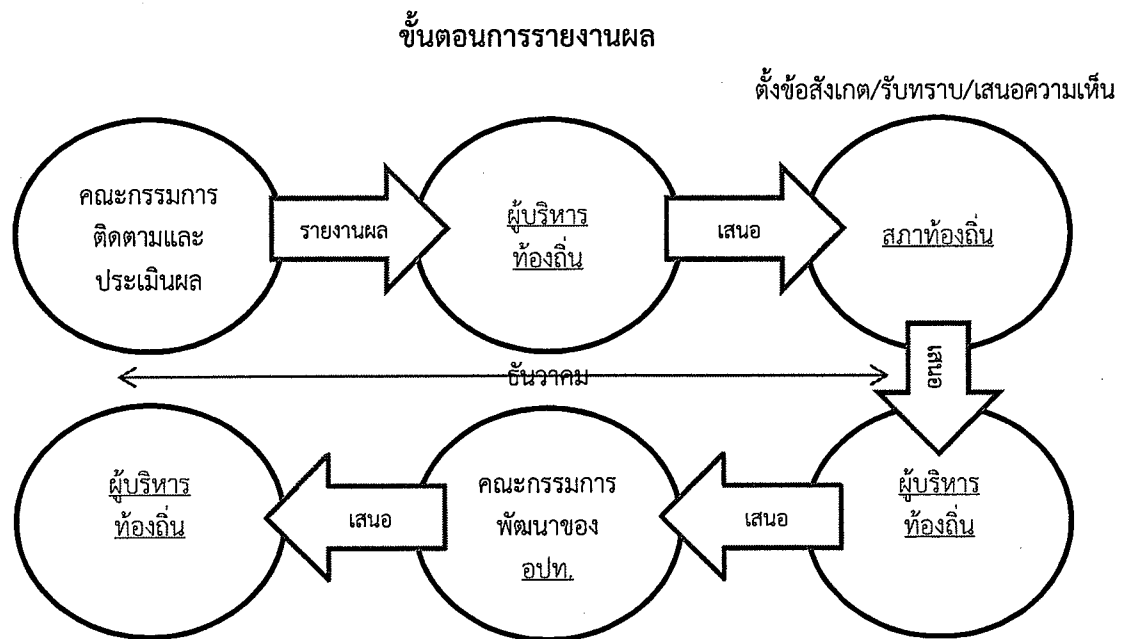 ขั้นตอนการรายงานผล
ตั้งข้อสังเกต/รับทราบ/เสนอความเห็น
คณะกรรมการ
ติดตามและ
ประเมินผล
รายงานผล
ผู้บริหาร
ท้องถิ่น
เสนอ
สภาท้องถิ่น
เสนอ
ธันวาคม
ผู้บริหาร
ท้องถิ่น
เสนอ
คณะกรรมการ
พัฒนาของ
อปท.
เสนอ
ผู้บริหาร
ท้องถิ่น